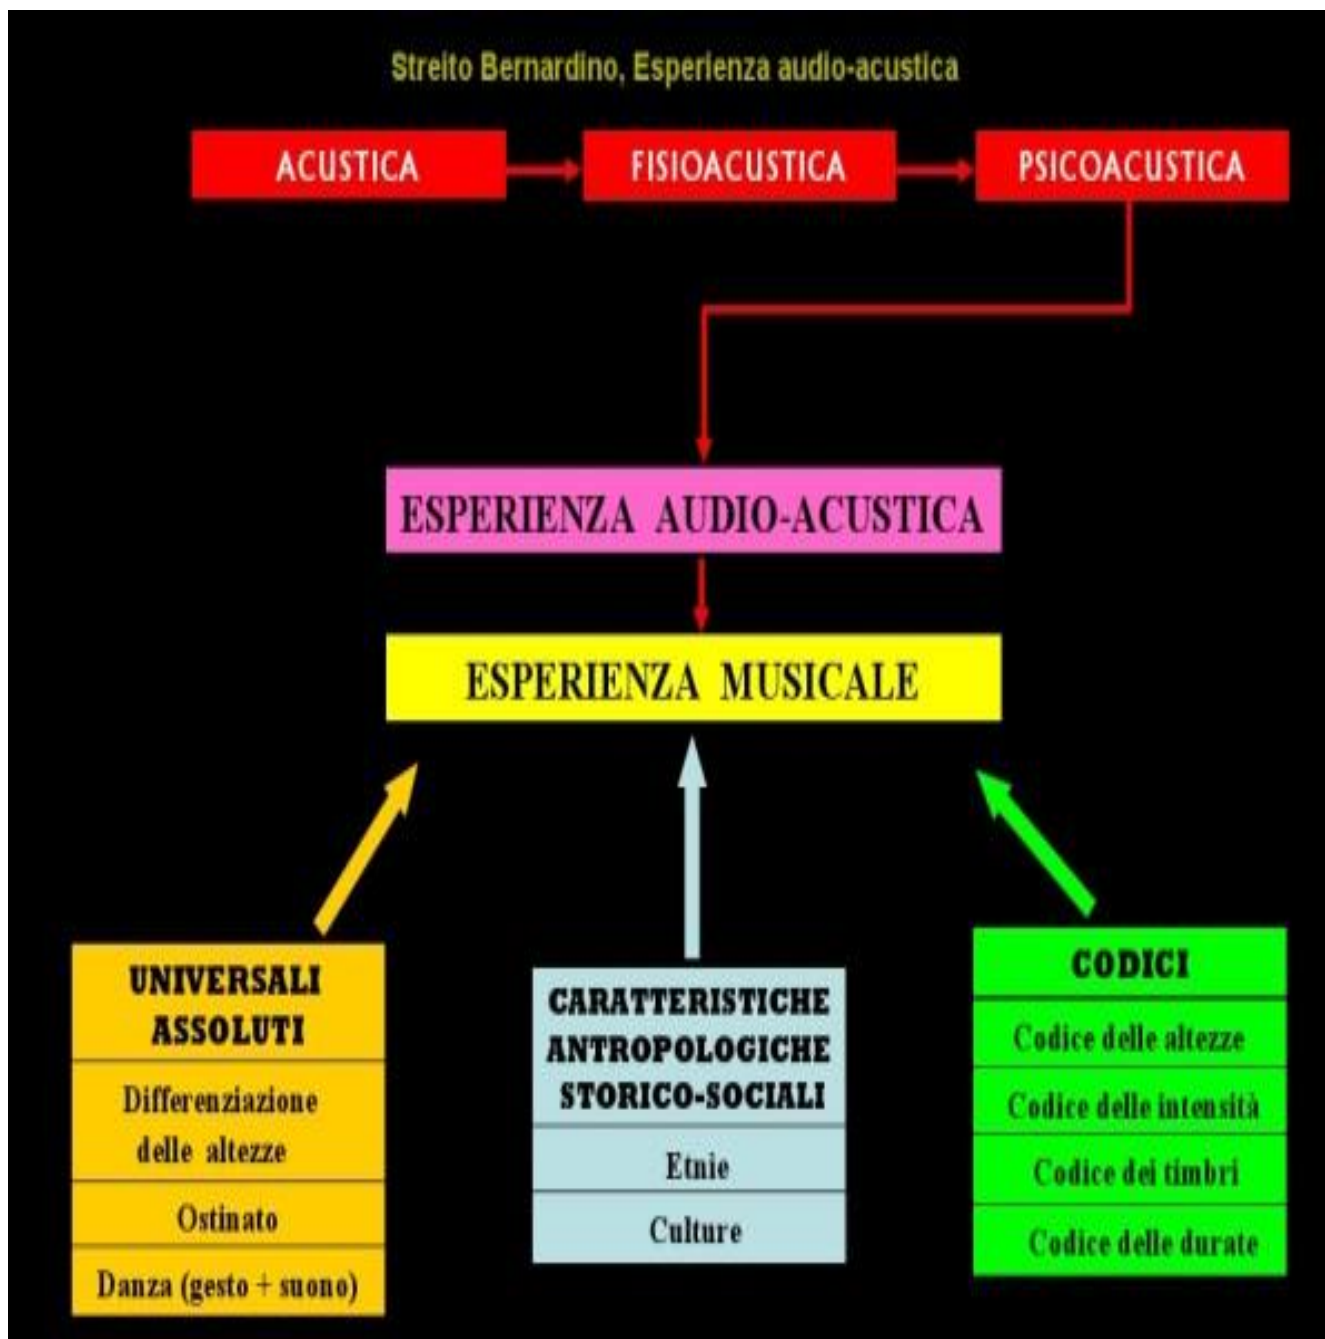 Streito Bernardino, Esperienza audio-acustica
ACUSTICA
FISIOACUSTICA
PSICOACUSTICA
ESPERIENZA AUDIO-ACUSTICA
ESPERIENZA MUSICALE
UNIVERSALI
ASSOLUTI
Differenziazione
delle altezze
Ostinato
Danza (gesto + suono)
CARATTERISTICHE
ANTROPOLOGICHE
STORICO-SOCIALI
Etnie
Culture
CODICI
Codice delle altezze
Codice delle intensità
Codice dei timbri
Codice delle durate